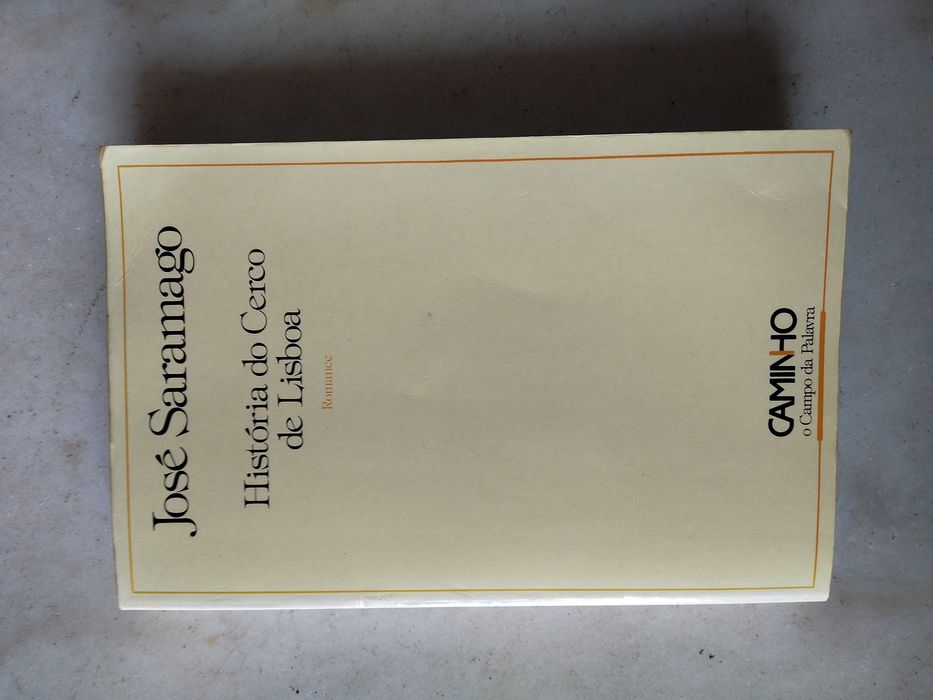 José Saramago
História do Cerco
de Lisboa
Romance
CAMINHO
o Campo da Palavra